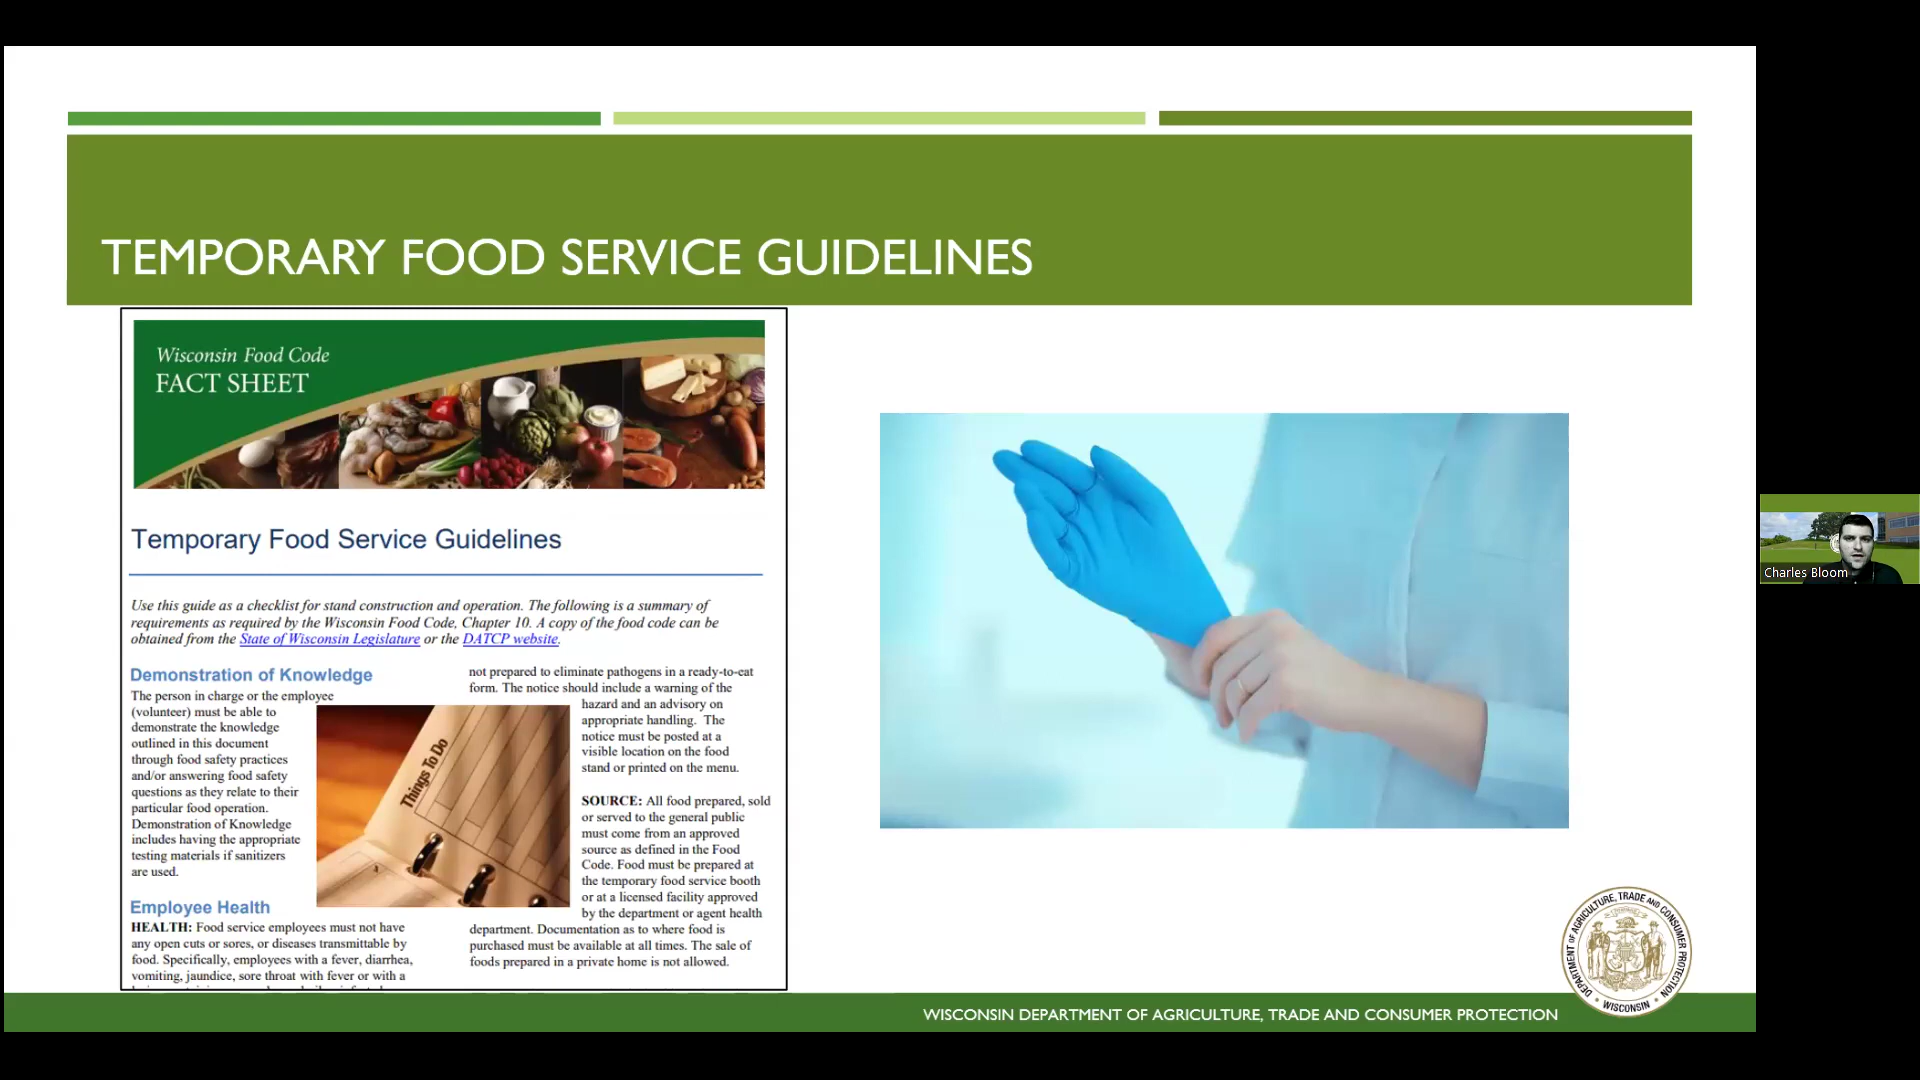 TEMPORARY FOOD SERVICE GUIDELINES
Wisconsin Food Code
FACT SHEET
Temporary Food Service Guidelines
Use this guide as a checklist for stand construction and operation. The following is a summary of
requirements as required by the Wisconsin Food Code, Chapter 10. A copy of the food code can be
obtained from the State of Wisconsin Legislature or the DATCP website.
Demonstration of Knowledge
The person in charge or the employee
(volunteer) must be able to
demonstrate the knowledge
outlined in this document
through food safety practices
and/or answering food safety
questions as they relate to their
particular food operation.
Demonstration of Knowledge
includes having the appropriate
testing materials if sanitizers
are used.
Things To Do
Employee Health
HEALTH: Food service employees must not have
any open cuts or sores, or diseases transmittable by
food. Specifically, employees with a fever, diarrhea,
vomiting, jaundice, sore throat with fever or with a
not prepared to eliminate pathogens in a ready-to-eat
form. The notice should include a warning of the
hazard and an advisory on
appropriate handling. The
notice must be posted at a
visible location on the food
stand or printed on the menu.
SOURCE: All food prepared, sold
or served to the general public
must come from an approved
source as defined in the Food
Code. Food must be prepared at
the temporary food service booth
or at a licensed facility approved
by the department or agent health
department. Documentation as to where food is
purchased must be available at all times. The sale of
foods prepared in a private home is not allowed.
Charles Bloom
DEPARTMENT OF AGRICULTURE, TRADE AND CONSUMER PROTECTION
WISCONSIN
WISCONSIN DEPARTMENT OF AGRICULTURE, TRADE AND CONSUMER PROTECTION